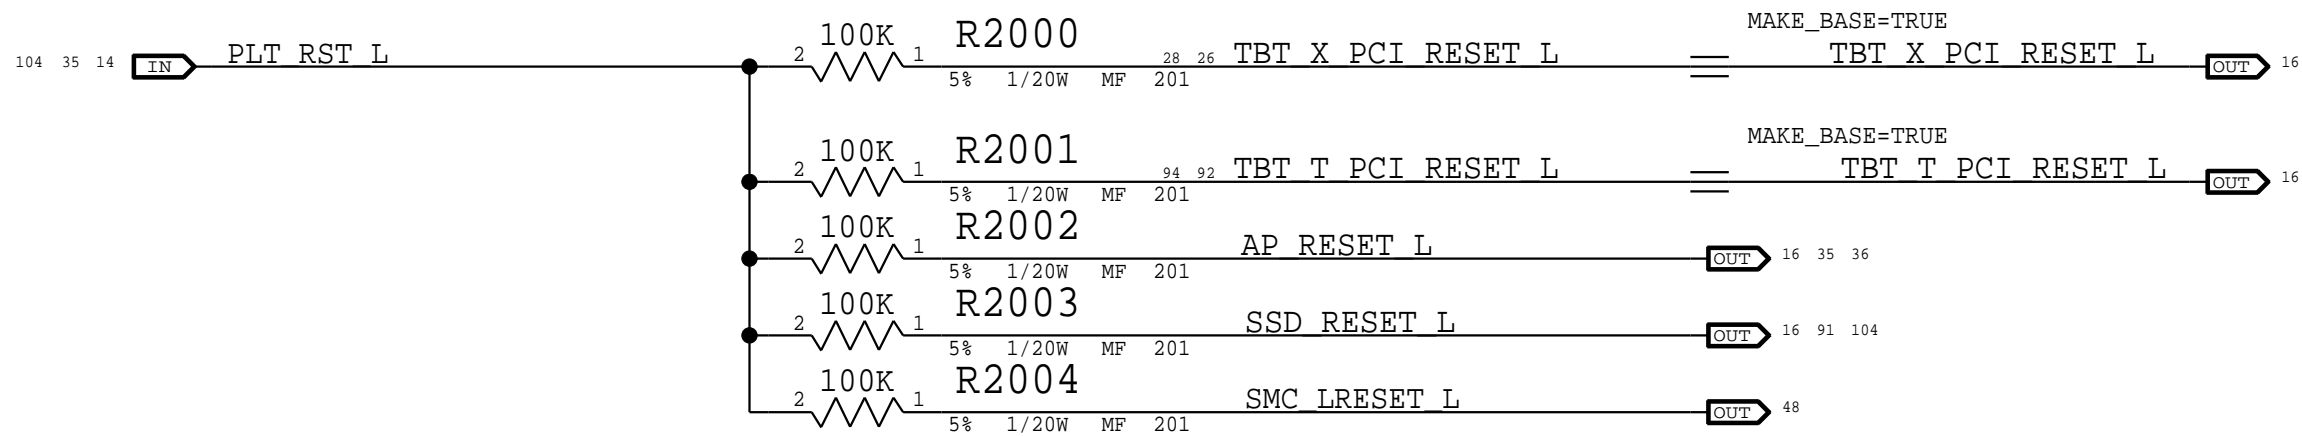 MAKE_BASE=TRUE
100K R2000
104 35 14 IN PLT_RST_L 2 1 28 26 TBT_X_PCI_RESET_L TBT_X_PCI_RESET_L OUT 16
5% 1/20W MF 201
MAKE_BASE=TRUE
100K R2001
2 1 94 92 TBT_T_PCI_RESET_L TBT_T_PCI_RESET_L OUT 16
5% 1/20W MF 201
100K R2002
2 1 AP_RESET_L OUT 16 35 36
5% 1/20W MF 201
100K R2003
2 1 SSD_RESET_L OUT 16 91 104
5% 1/20W MF 201
100K R2004
2 1 SMC_LRESET_L OUT 48
5% 1/20W MF 201